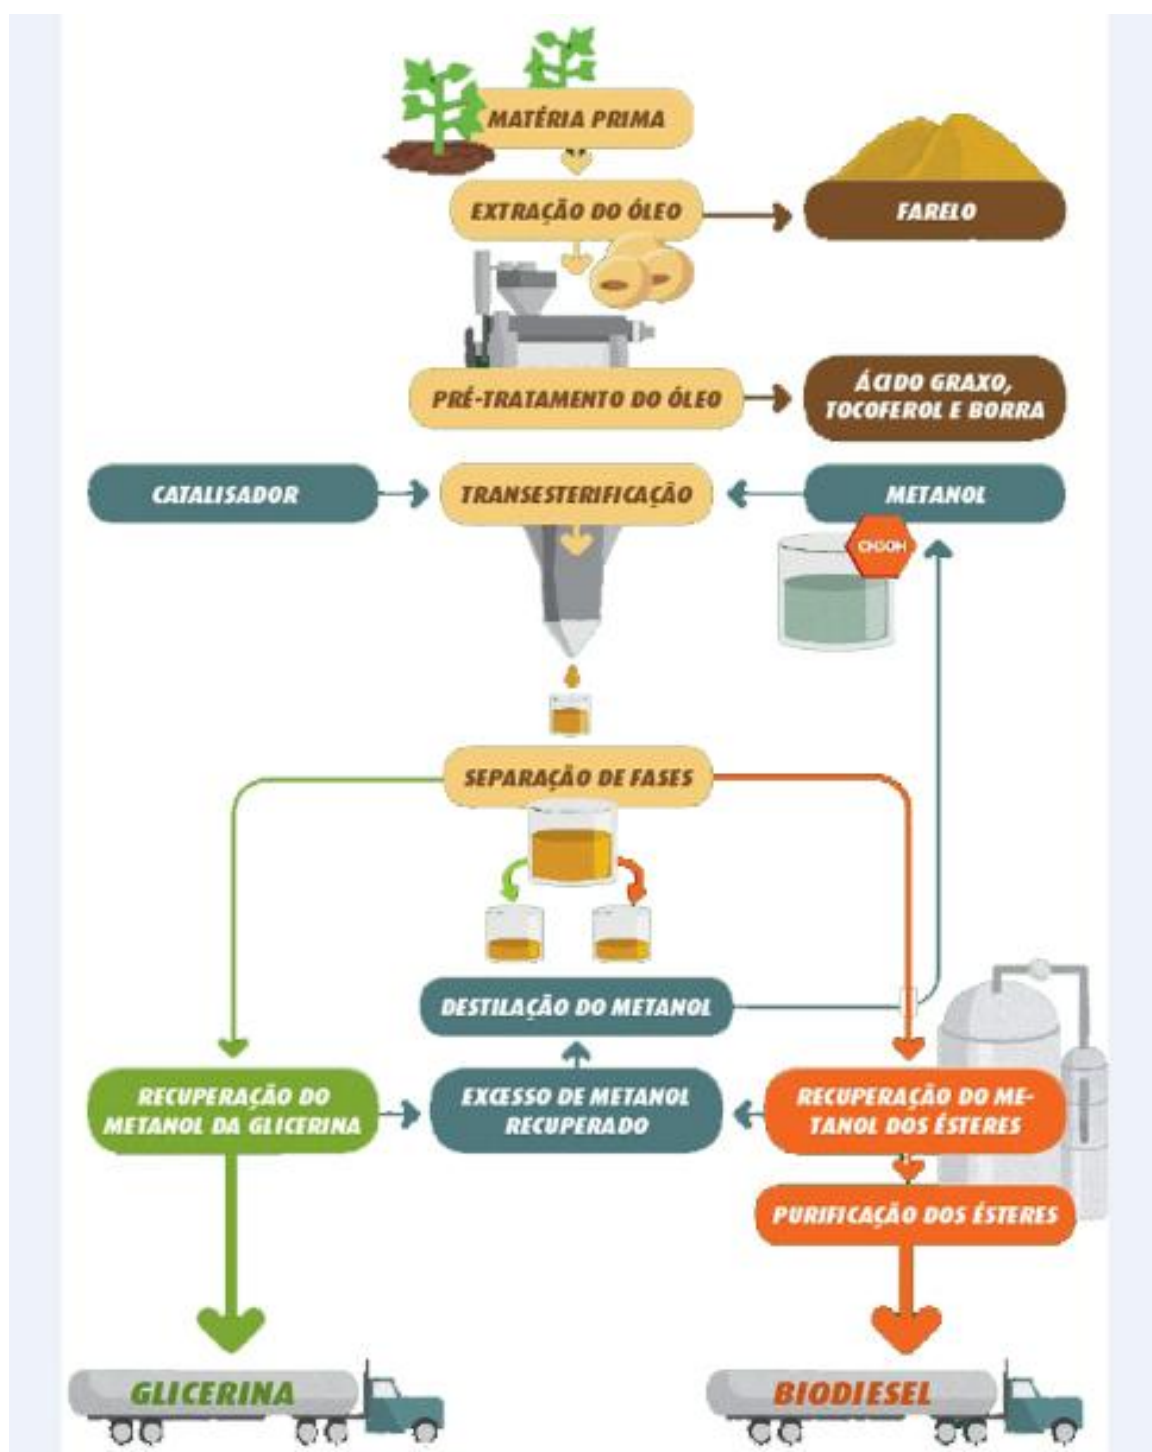 MATÉRIA PRIMA
EXTRAÇÃO DO ÓLEO
FARELO
PRÉ-TRATAMENTO DO ÓLEO
ÁCIDO GRAXO,
TOCOFEROL E BORRA
CATALISADOR
TRANSESTERIFICAÇÃO
METANOL
CH3OH
SEPARAÇÃO DE FASES
DESTILAÇÃO DO METANOL
RECUPERAÇÃO DO
METANOL DA GLICERINA
EXCESSO DE METANOL
RECUPERADO
RECUPERAÇÃO DO ME-
TANOL DOS ÉSTERES
PURIFICAÇÃO DOS ÉSTERES
GLICERINA
BIODIESEL